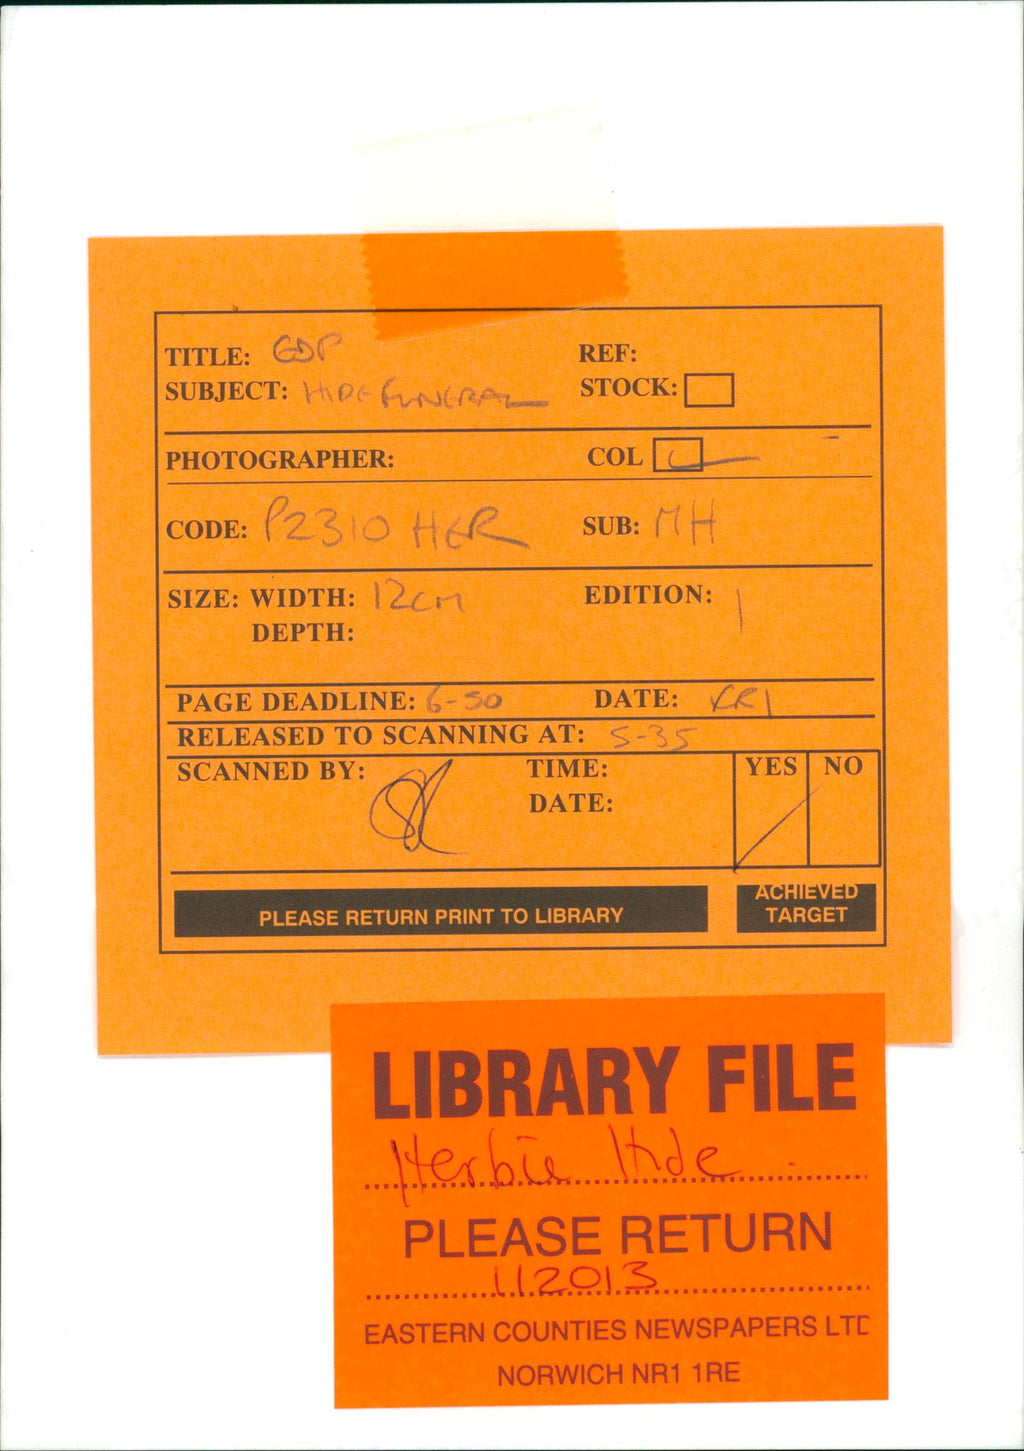 TITLE: EDP REF:
SUBJECT: HIDE FUNERAL STOCK:
PHOTOGRAPHER: COL
CODE: P2310 HER SUB: MH
SIZE: WIDTH: 12CM EDITION: 1
DEPTH:
PAGE DEADLINE: 6-50 DATE: FRI
RELEASED TO SCANNING AT: 5-35
SCANNED BY: TIME: YES NO
DATE:
PLEASE RETURN PRINT TO LIBRARY ACHIEVED TARGET
LIBRARY FILE
Herbie Hide
PLEASE RETURN
112013
EASTERN COUNTIES NEWSPAPERS LTD
NORWICH NR1 1RE